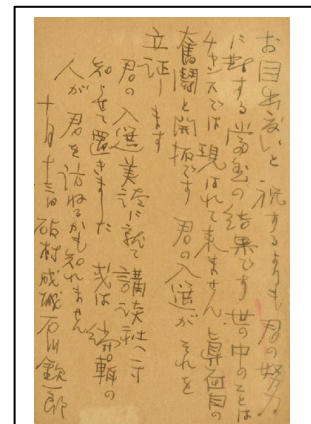 お目出度いと祝するよりも君の努力
に対する当然の結果です 世の中のことは
チャンスでは現はれて来ません、真面目の
奮闘と開拓です 君の入選がそれを
立証します
君の入選美談に就て講談社へ寸
知らせて置きました 或は編輯の
人が君を訪ねるかも知れません
十月十三日 砧村成城 石川欽一郎